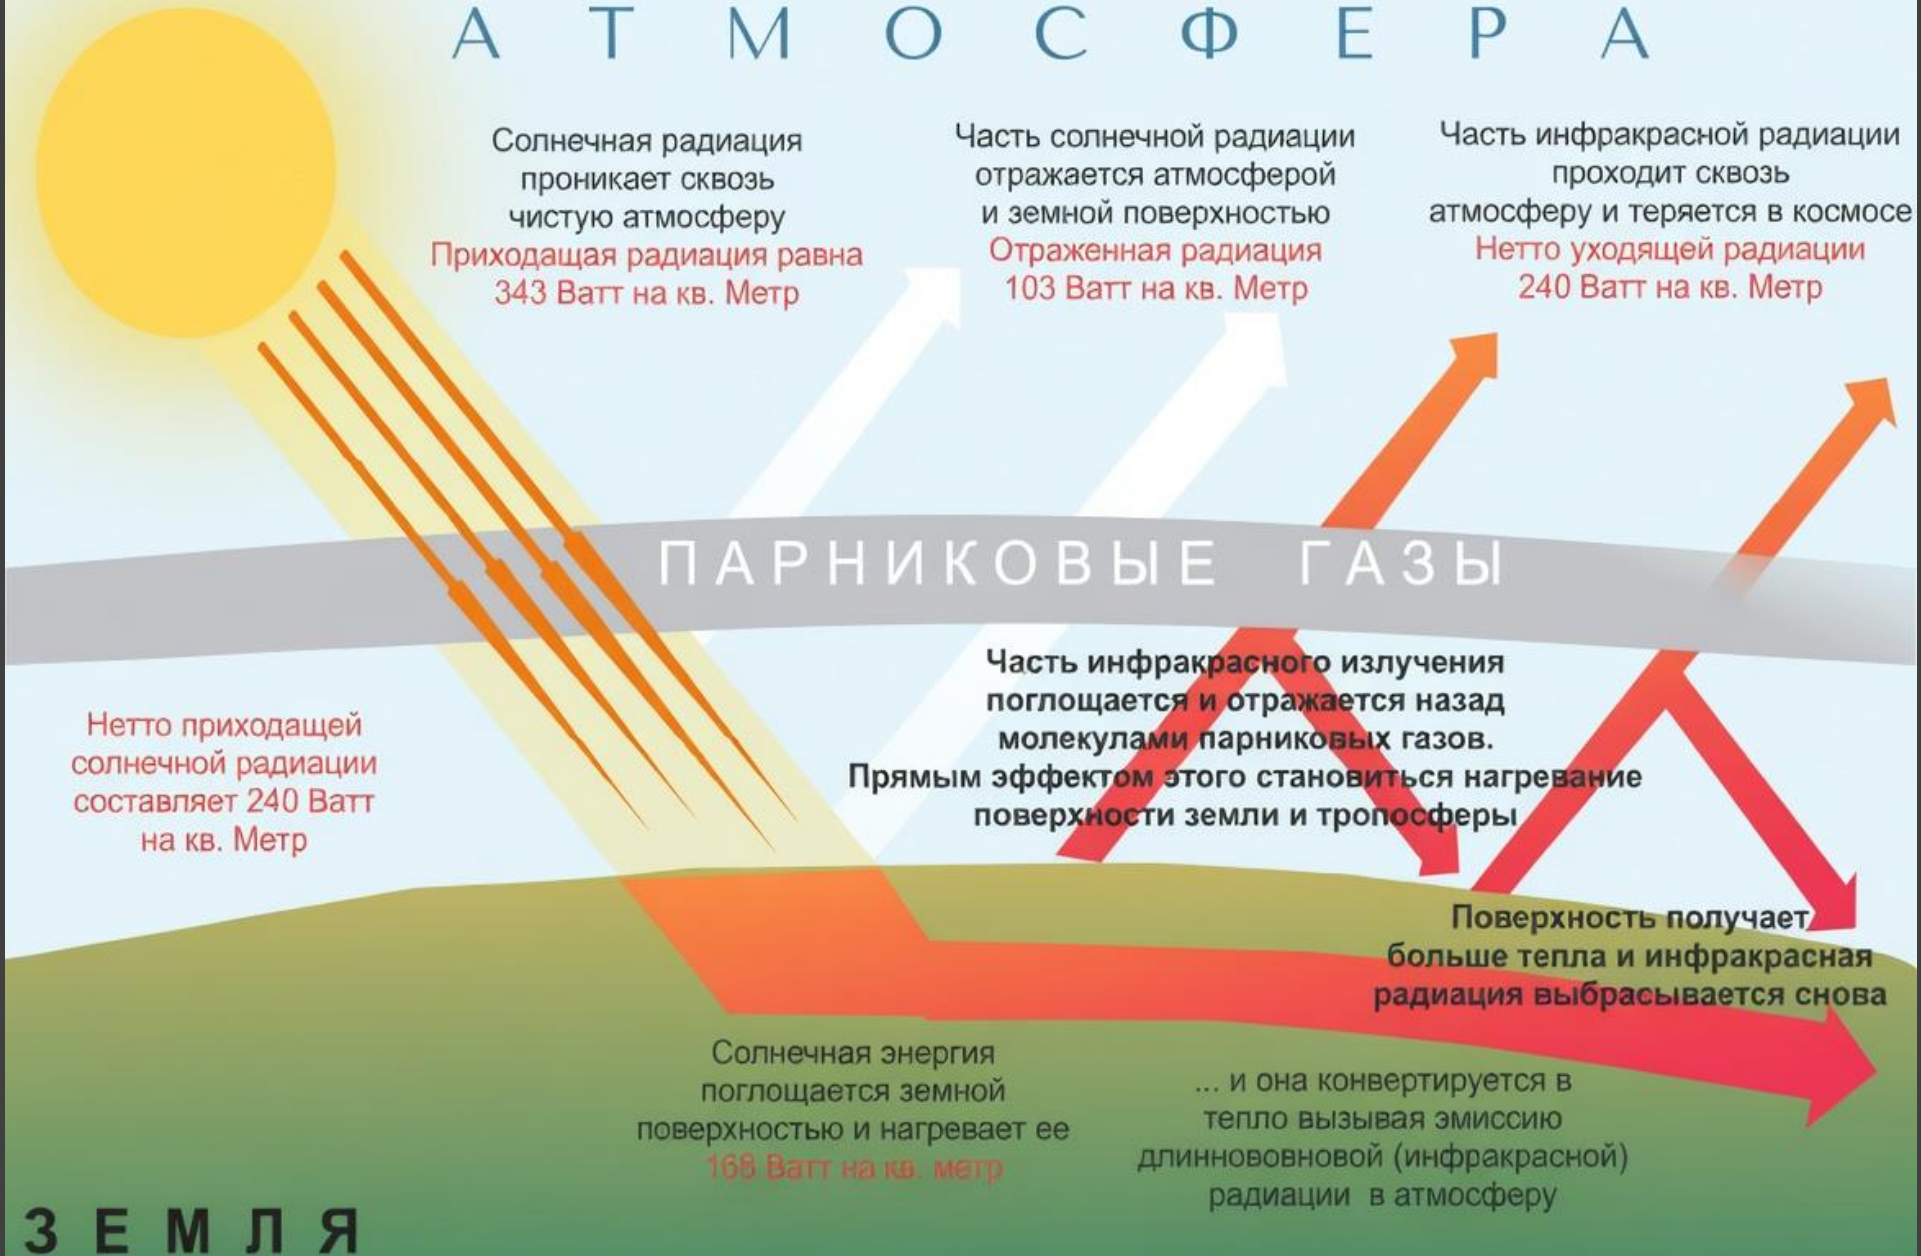 АТМОСФЕРА
Солнечная радиация
проникает сквозь
чистую атмосферу
Приходащая радиация равна
343 Ватт на кв. Метр
Часть солнечной радиации
отражается атмосферой
и земной поверхностью
Отраженная радиация
103 Ватт на кв. Метр
Часть инфракрасной радиации
проходит сквозь
атмосферу и теряется в космосе
Нетто уходящей радиации
240 Ватт на кв. Метр
ПАРНИКОВЫЕ ГАЗЫ
Нетто приходащей
солнечной радиации
составляет 240 Ватт
на кв. Метр
Часть инфракрасного излучения
поглощается и отражается назад
молекулами парниковых газов.
Прямым эффектом этого становиться нагревание
поверхности земли и тропосферы
Поверхность получает
больше тепла и инфракрасная
радиация выбрасывается снова
Солнечная энергия
поглощается земной
поверхностью и нагревает ее
168 Ватт на кв. метр
... и она конвертируется в
тепло вызывая эмиссию
длиннововновой (инфракрасной)
радиации в атмосферу
ЗЕМЛЯ